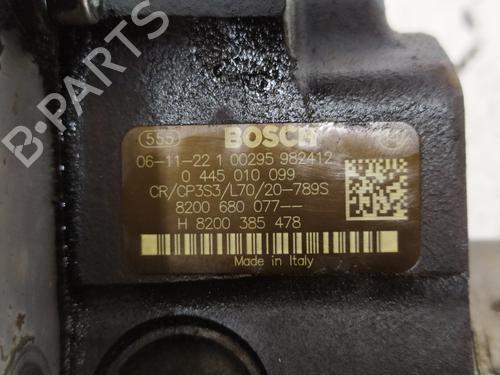 B-PARTS
555 BOSCH
06-11-22 1 00295 982412
0 445 010 099
CR/CP3S3/L70/20-789S
8200 680 077--
H 8200 385 478
Made in Italy